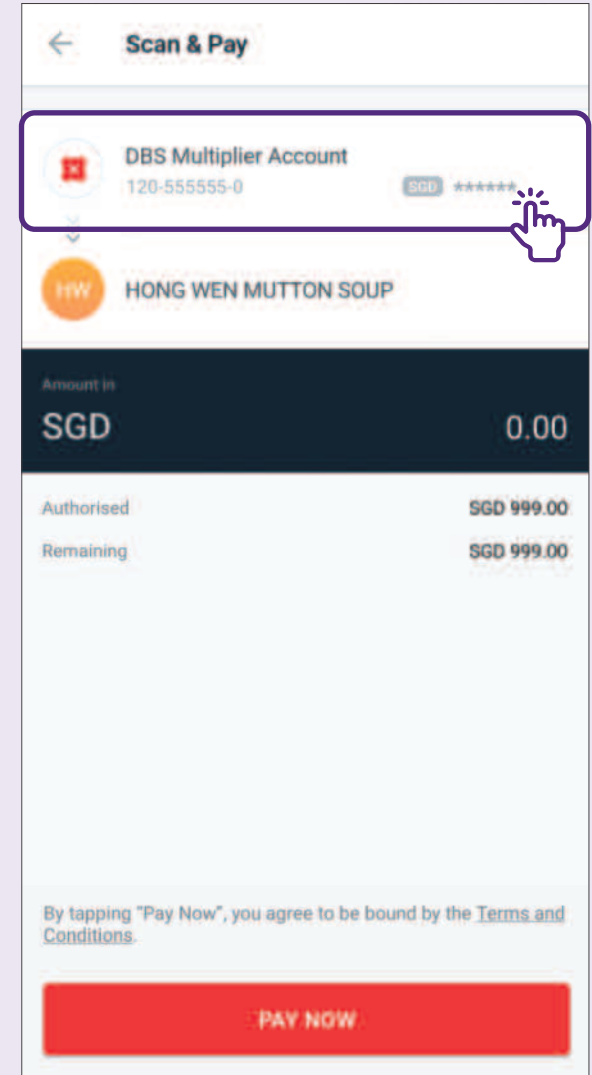 Scan & Pay
DBS Multiplier Account
120-555555-0 SGD ******
HW HONG WEN MUTTON SOUP
Amount in
SGD 0.00
Authorised SGD 999.00
Remaining SGD 999.00
By tapping "Pay Now", you agree to be bound by the Terms and
Conditions.
PAY NOW